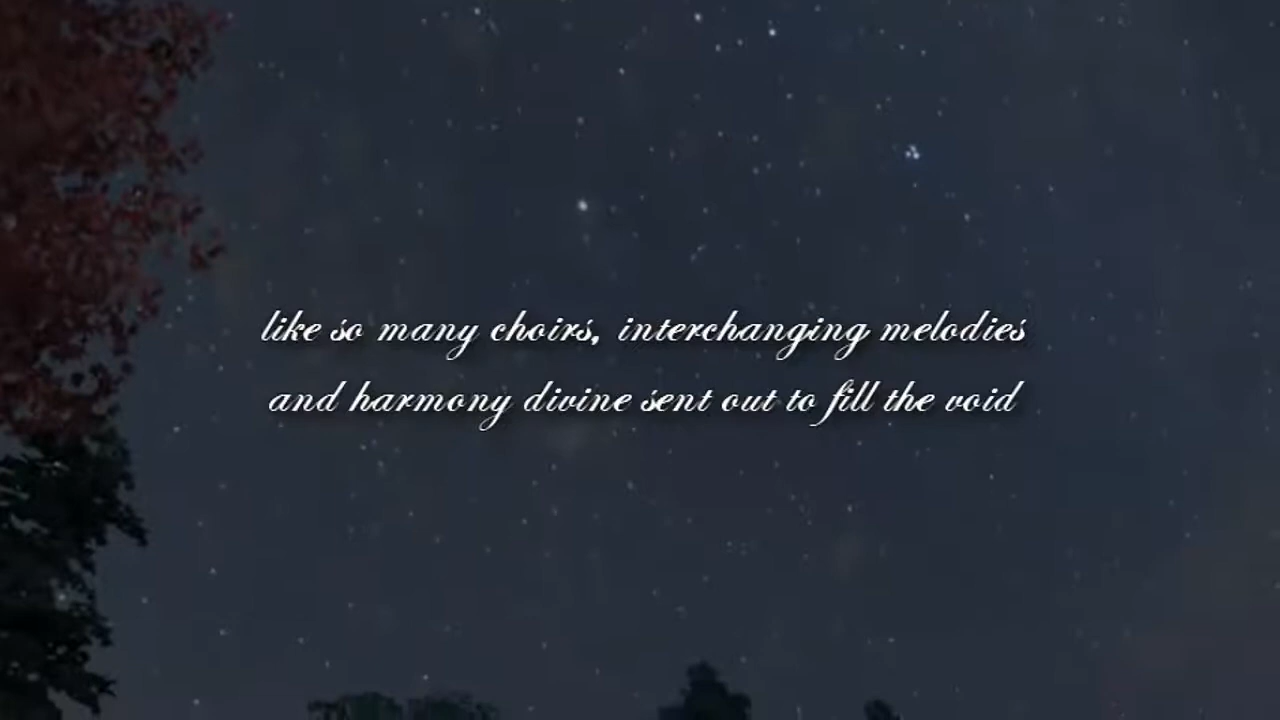 like so many choirs, interchanging melodies
and harmony divine sent out to fill the void